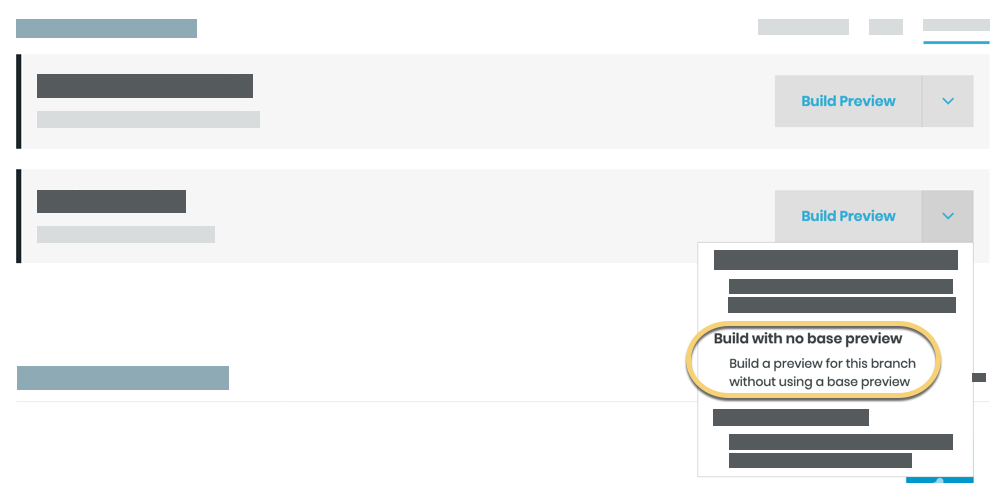 Build Preview
Build Preview
Build with no base preview
Build a preview for this branch
without using a base preview